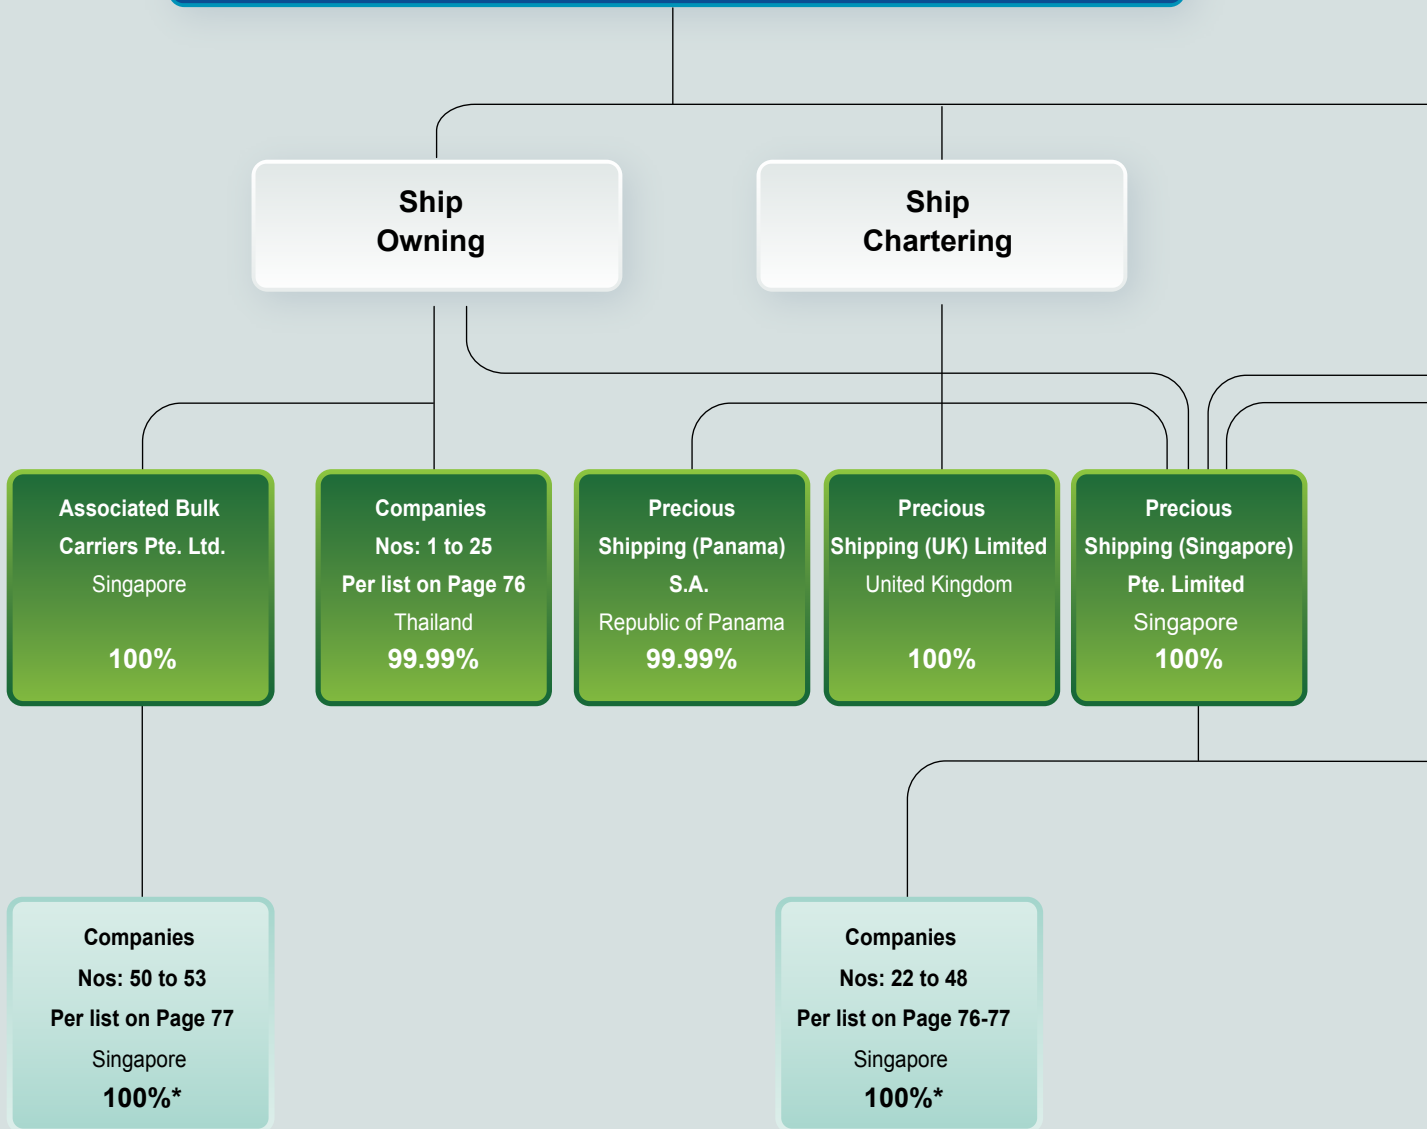 Ship
Owning
Ship
Chartering
Associated Bulk
Carriers Pte. Ltd.
Singapore
100%
Companies
Nos: 1 to 25
Per list on Page 76
Thailand
99.99%
Precious
Shipping (Panama)
S.A.
Republic of Panama
99.99%
Precious
Shipping (UK) Limited
United Kingdom
100%
Precious
Shipping (Singapore)
Pte. Limited
Singapore
100%
Companies
Nos: 50 to 53
Per list on Page 77
Singapore
100%*
Companies
Nos: 22 to 48
Per list on Page 76-77
Singapore
100%*